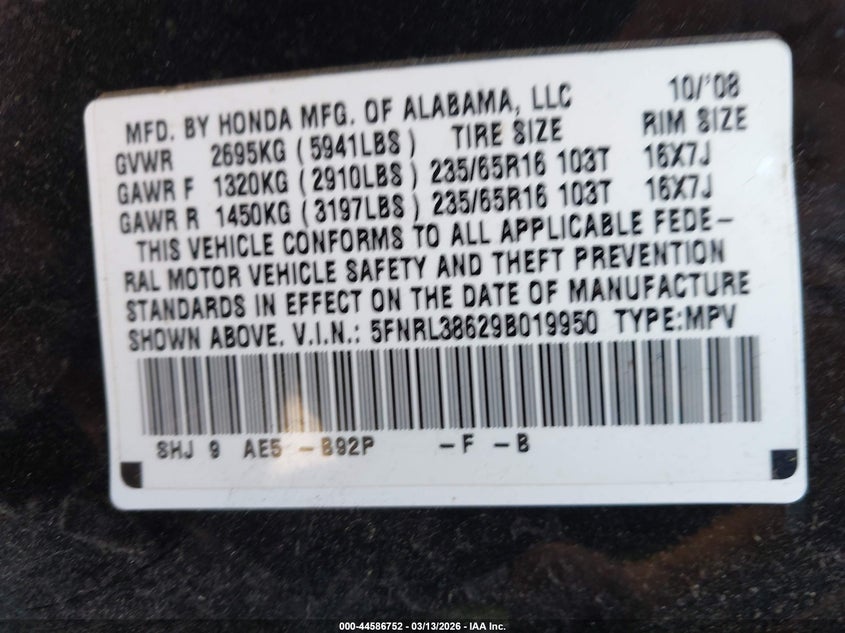 MFD. BY HONDA MFG. OF ALABAMA, LLC 10/'08
GVWR 2695KG (5941LBS) TIRE SIZE RIM SIZE
GAWR F 1320KG (2910LBS) 235/65R16 103T 16X7J
GAWR R 1450KG (3197LBS) 235/65R16 103T 16X7J
THIS VEHICLE CONFORMS TO ALL APPLICABLE FEDE-
RAL MOTOR VEHICLE SAFETY AND THEFT PREVENTION
STANDARDS IN EFFECT ON THE DATE OF MANUFACTURE
SHOWN ABOVE. V.I.N.: 5FNRL38629B019950 TYPE:MPV
SHJ 9 AE5 -B92P -F -B
000-44586752 - 03/13/2026 - IAA Inc.